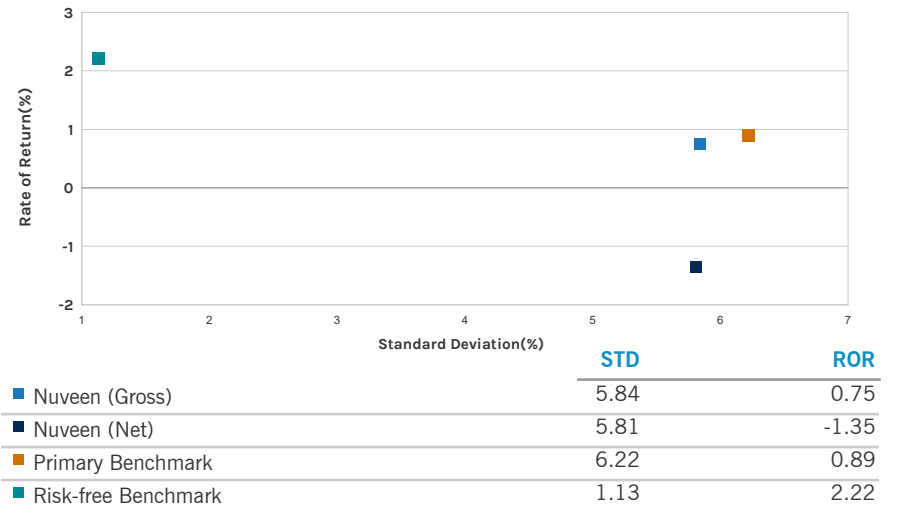 3
2
1
0
-1
-2
Rate of Return(%)
1 2 3 4 5 6 7
Standard Deviation(%)
STD ROR
Nuveen (Gross) 5.84 0.75
Nuveen (Net) 5.81 -1.35
Primary Benchmark 6.22 0.89
Risk-free Benchmark 1.13 2.22